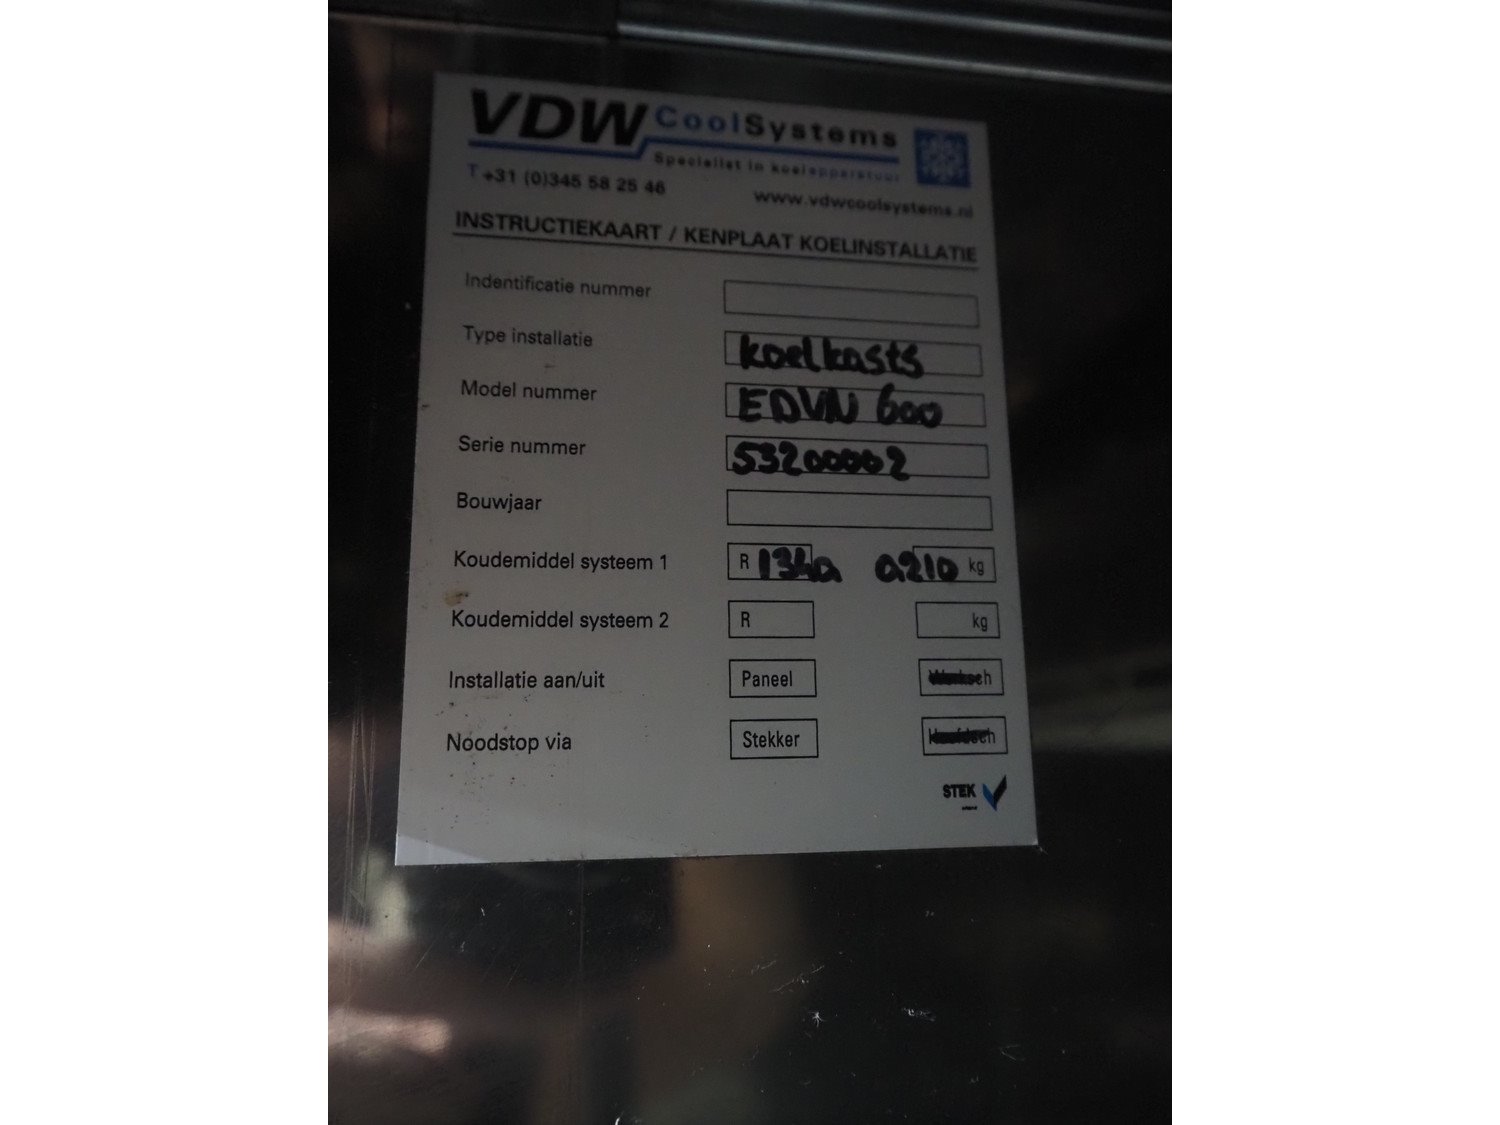 VDW CoolSystems
Specialist in koelapparatuur
T +31 (0)345 58 25 46
www.vdwcoolsystems.nl
INSTRUCTIEKAART / KENPLAAT KOELINSTALLATIE
Indentificatie nummer
Type installatie koelkasts
Model nummer EDVN 600
Serie nummer 53200002
Bouwjaar
Koudemiddel systeem 1 R 134a 0210 kg
Koudemiddel systeem 2 R kg
Installatie aan/uit Paneel Werksch
Noodstop via Stekker Hoofdsch
STEK